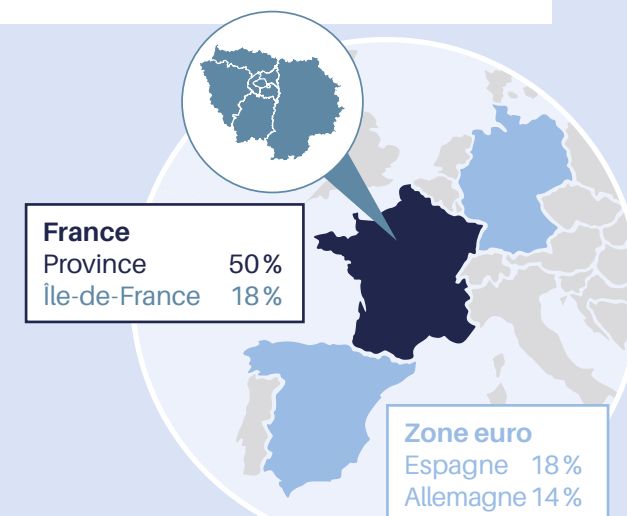 France
Province 50 %
Île-de-France 18 %
Zone euro
Espagne 18 %
Allemagne 14 %